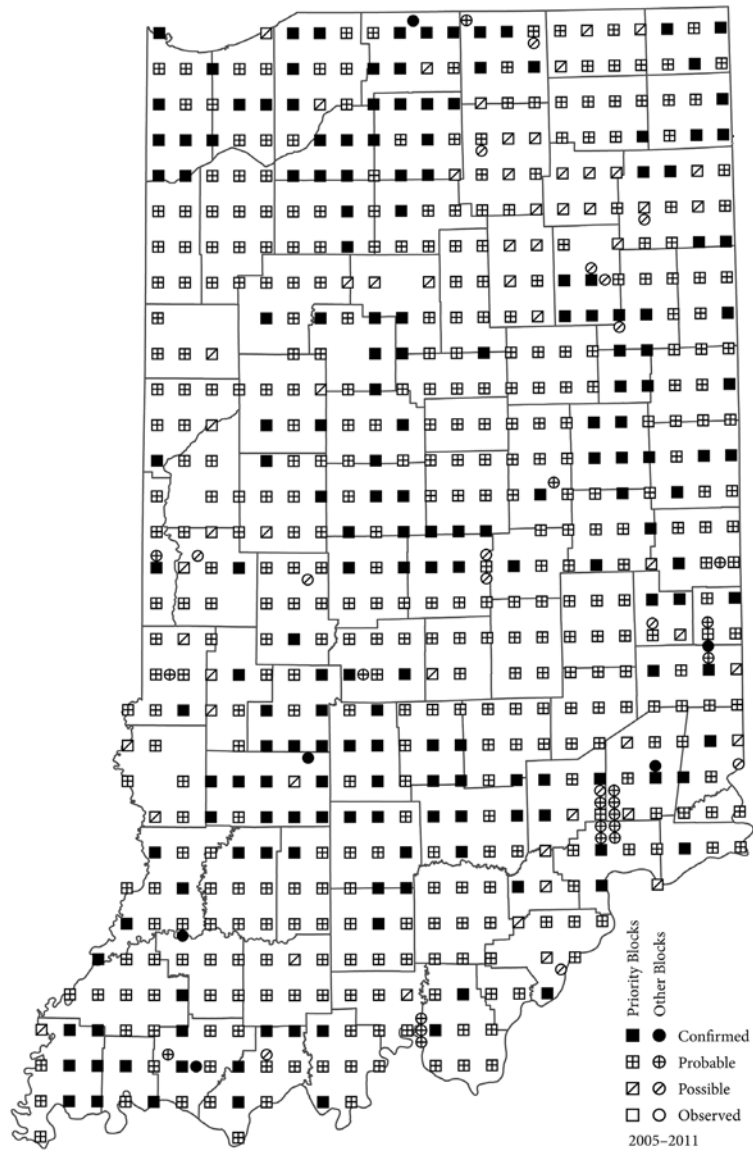 Priority Blocks
Other Blocks
Confirmed
Probable
Possible
Observed
2005–2011